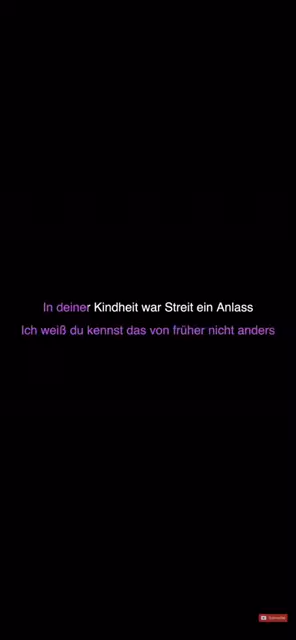 In deiner Kindheit war Streit ein Anlass
Ich weiß du kennst das von früher nicht anders